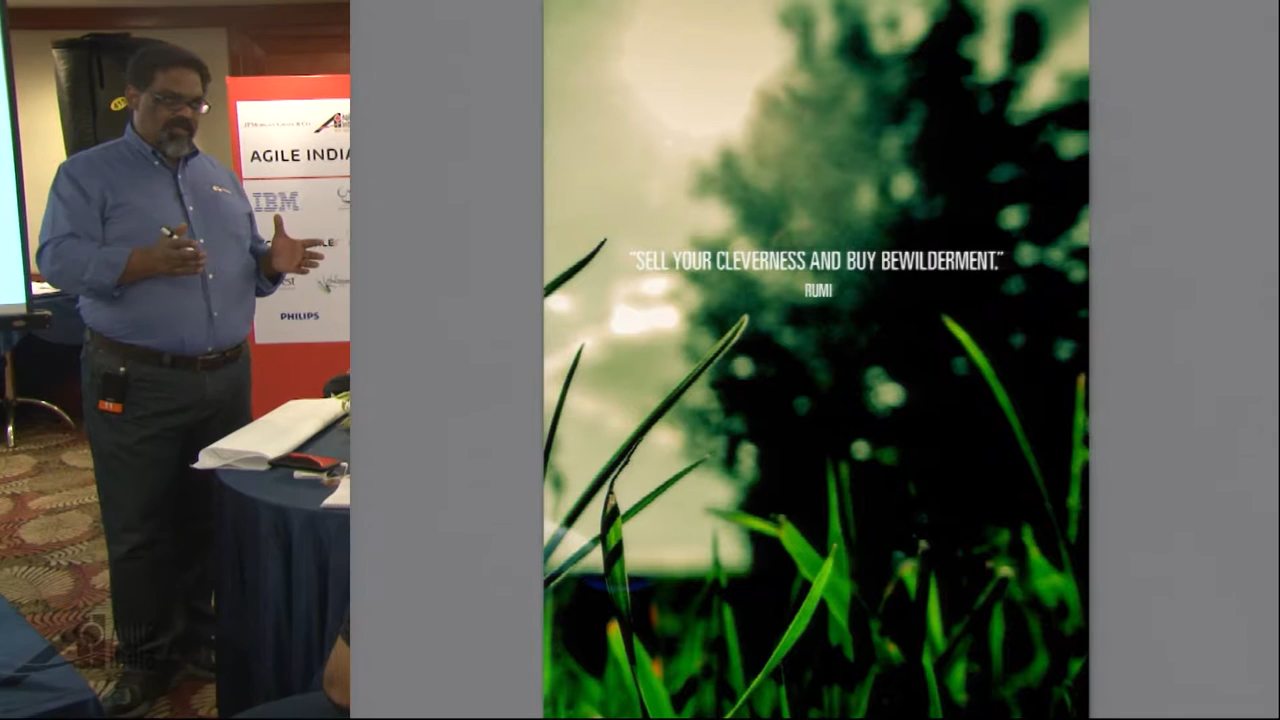 AGILE INDIA
IBM
PHILIPS
"SELL YOUR CLEVERNESS AND BUY BEWILDERMENT."
RUMI